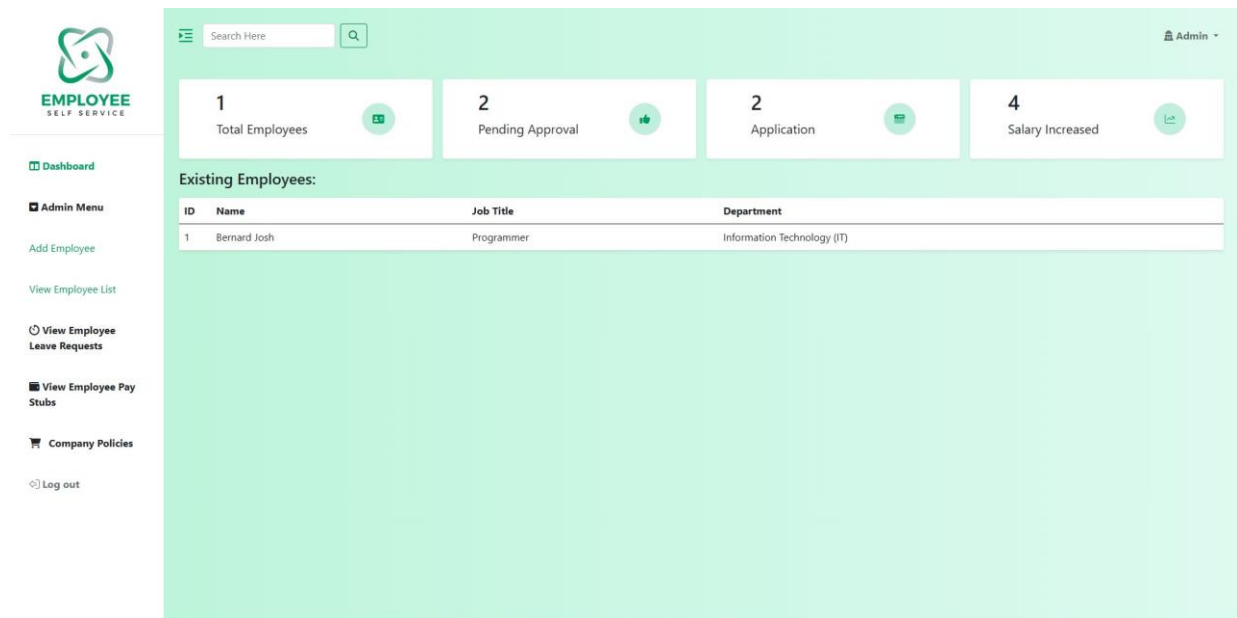 EMPLOYEE
SELF SERVICE
Dashboard
Admin Menu
Add Employee
View Employee List
View Employee
Leave Requests
View Employee Pay
Stubs
Company Policies
Log out
Search Here
Admin
1
Total Employees
2
Pending Approval
2
Application
4
Salary Increased
Existing Employees:
ID Name Job Title Department
1 Bernard Josh Programmer Information Technology (IT)